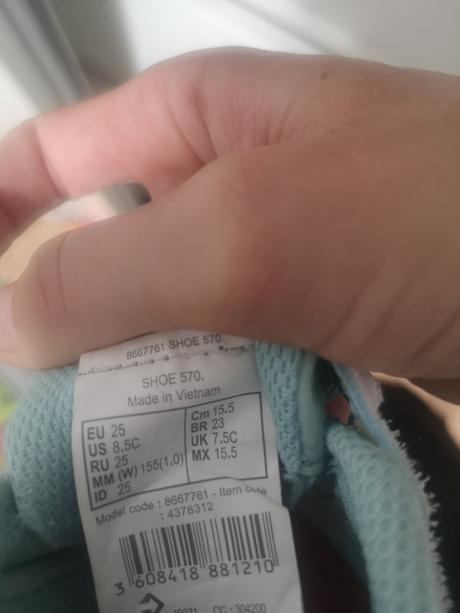 8667761 SHOE 570
SHOE 570.
Made in Vietnam
EU 25
US 8.5C
RU 25
MM (W) 155(1.0)
ID 25
Cm 15.5
BR 23
UK 7.5C
MX 15.5
Model code : 8667761 - Item code
: 4378312
3 608418 881210
CC : 304200